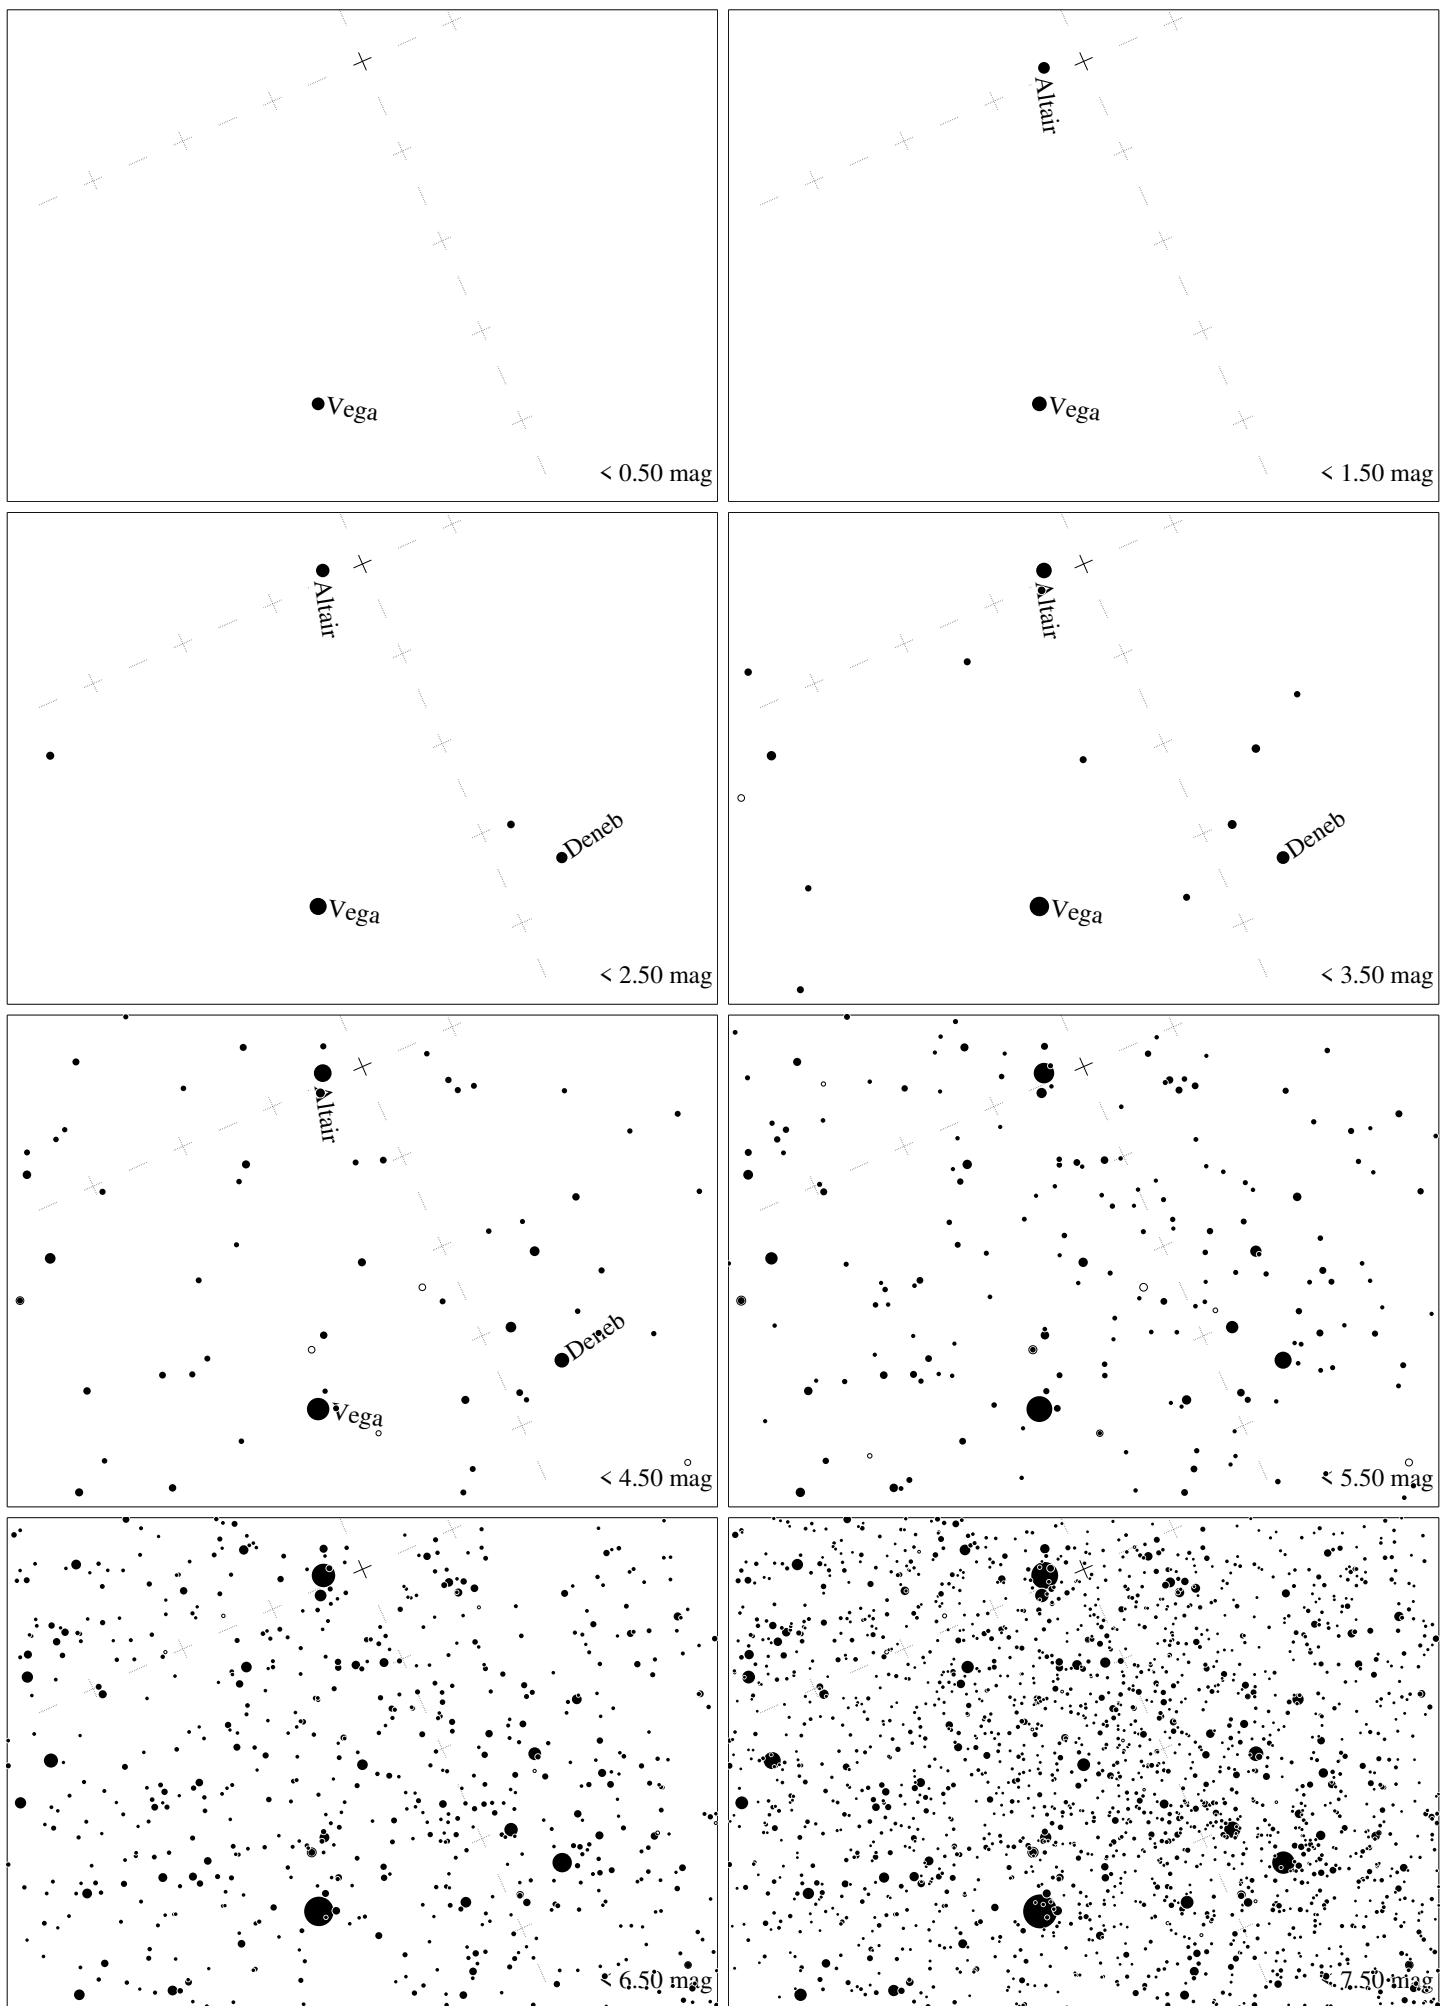 Vega
< 0.50 mag
Altair
Vega
< 1.50 mag
Altair
Deneb
Vega
< 2.50 mag
Altair
Deneb
Vega
< 3.50 mag
Altair
Deneb
Vega
< 4.50 mag
< 5.50 mag
< 6.50 mag
< 7.50 mag